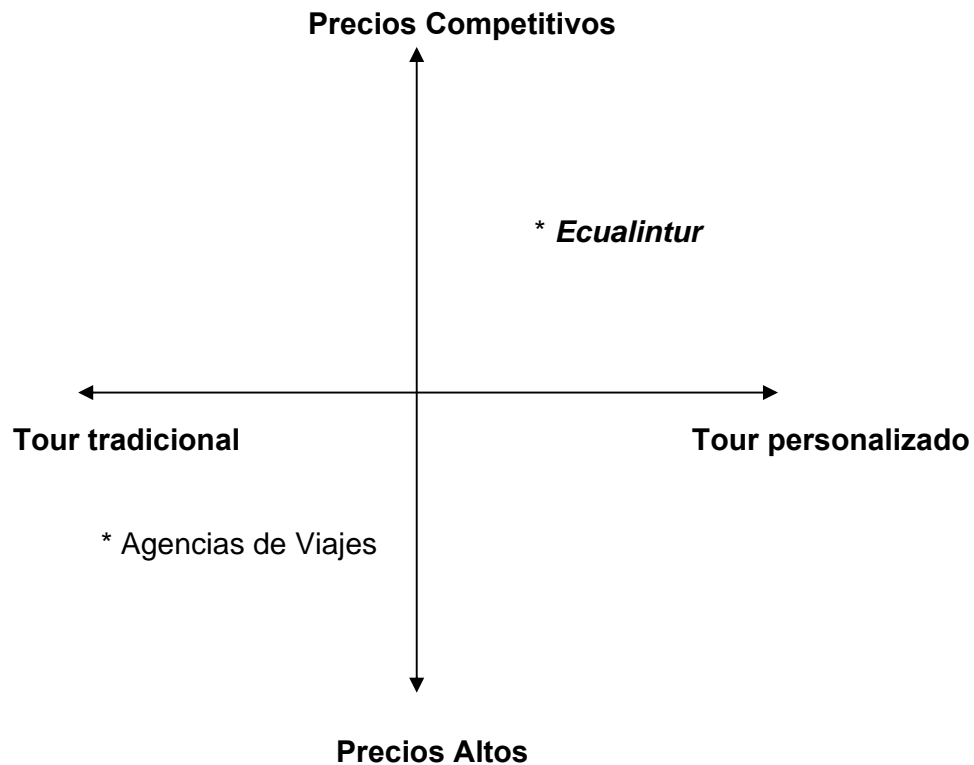 Precios Competitivos
* Ecualintur
Tour tradicional
Tour personalizado
* Agencias de Viajes
Precios Altos